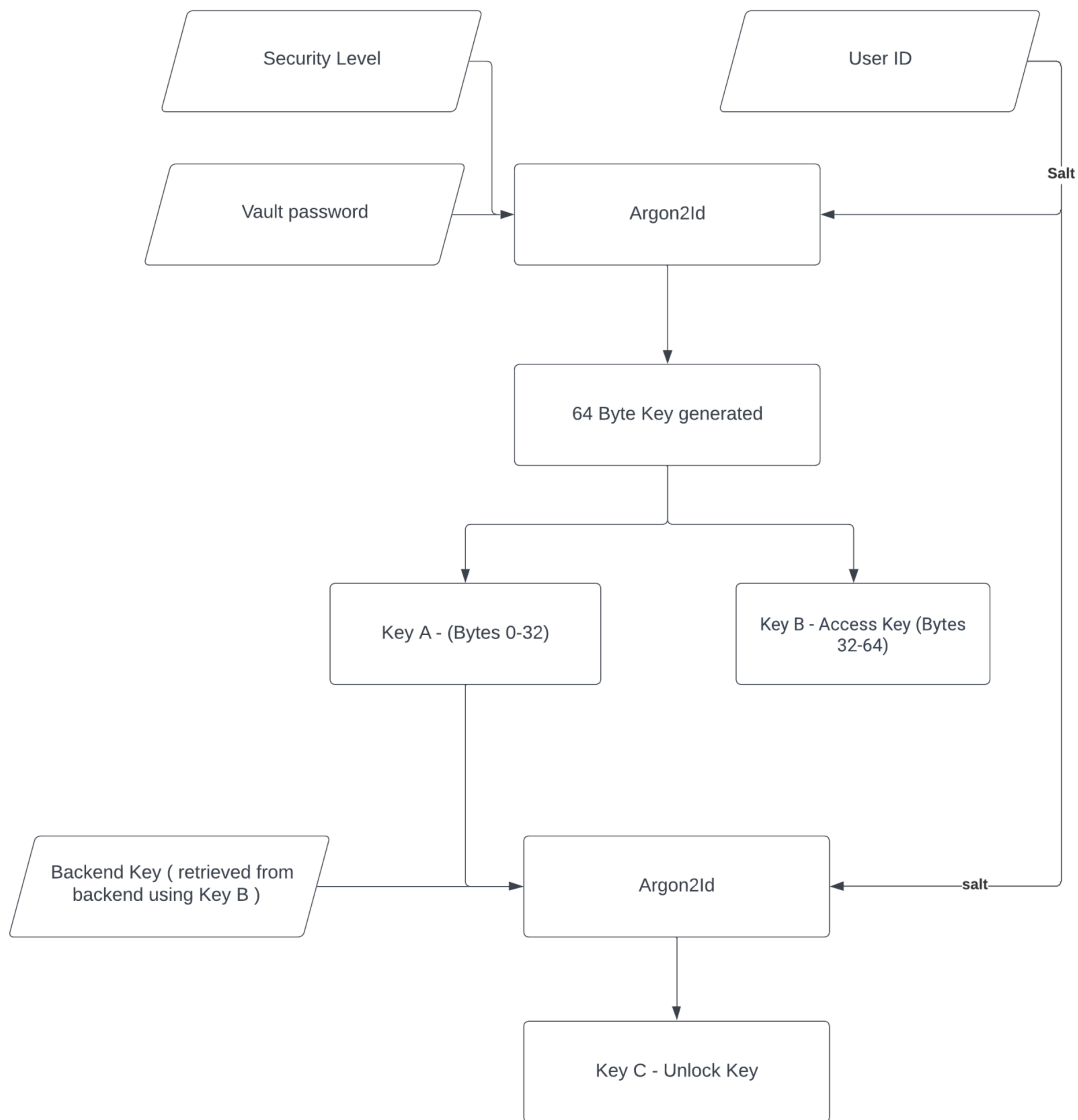 Security Level
User ID
Salt
Vault password
Argon2Id
64 Byte Key generated
Key A - (Bytes 0-32)
Key B - Access Key (Bytes
32-64)
Backend Key ( retrieved from
backend using Key B )
Argon2Id
salt
Key C - Unlock Key